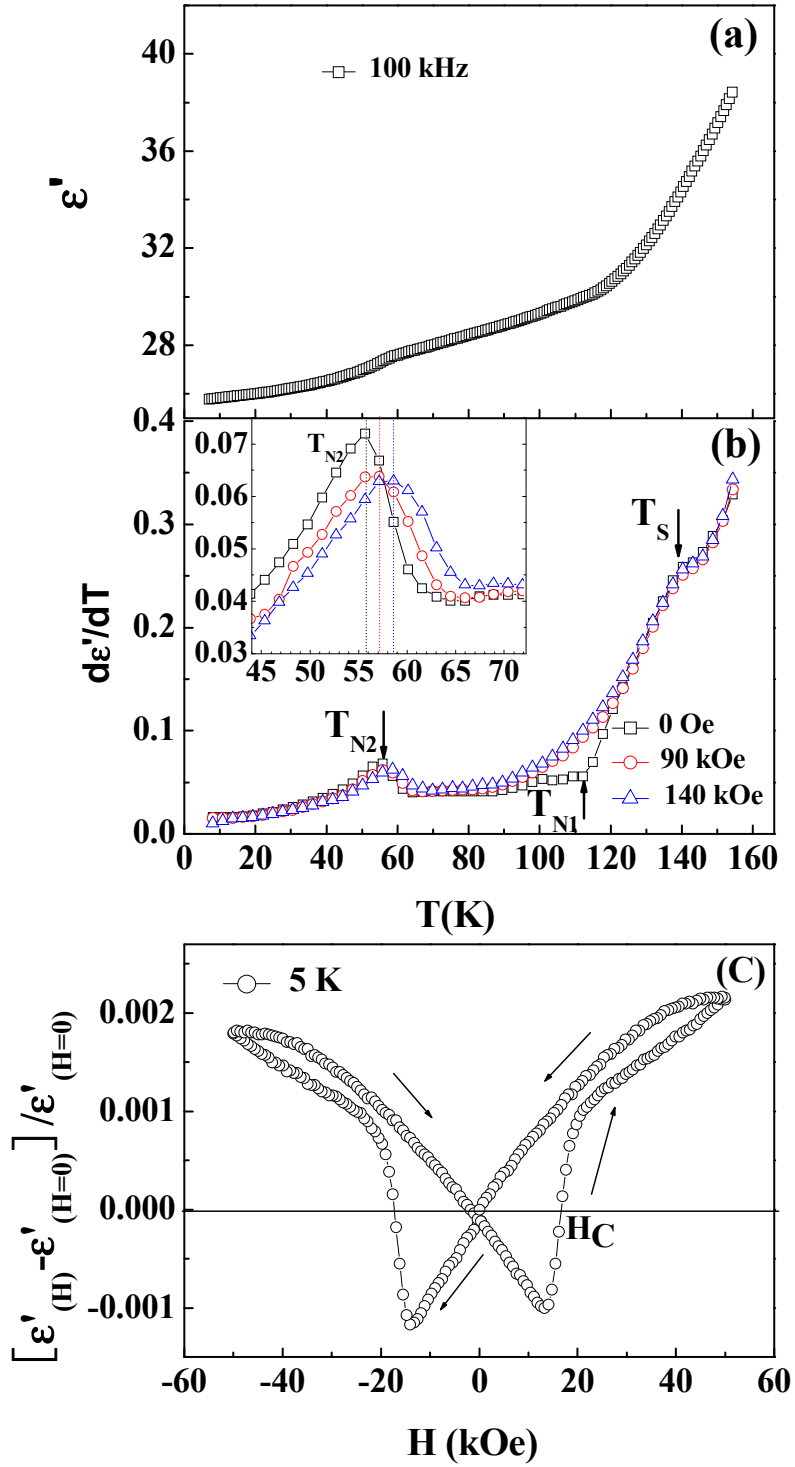 (a)
100 kHz
40
36
32
28
ε'
(b)
0.4
0.3
0.2
0.1
0.0
dε'/dT
0.07
0.06
0.05
0.04
0.03
45 50 55 60 65 70
T_N2
T_S
T_N2
T_N1
0 Oe
90 kOe
140 kOe
0 20 40 60 80 100 120 140 160
T(K)
(C)
5 K
0.002
0.001
0.000
-0.001
[ε'(H)-ε'(H=0)]/ε'(H=0)
H_C
-60 -40 -20 0 20 40 60
H (kOe)